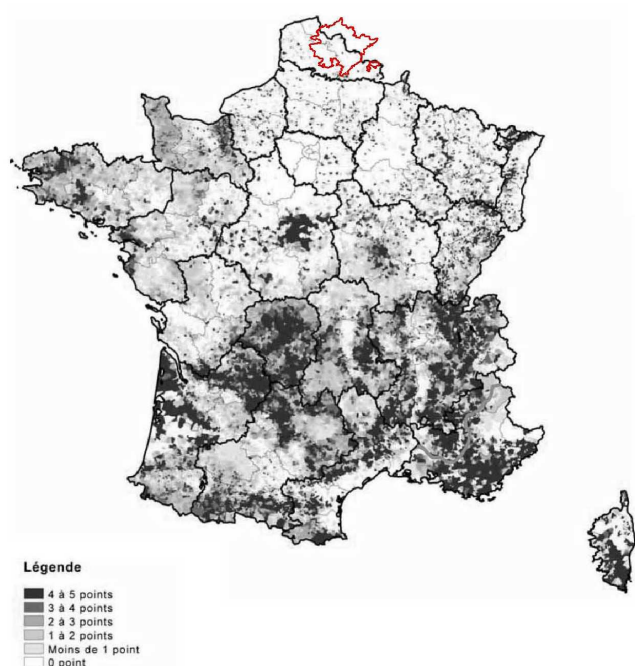 Légende
4 à 5 points
3 à 4 points
2 à 3 points
1 à 2 points
Moins de 1 point
0 point